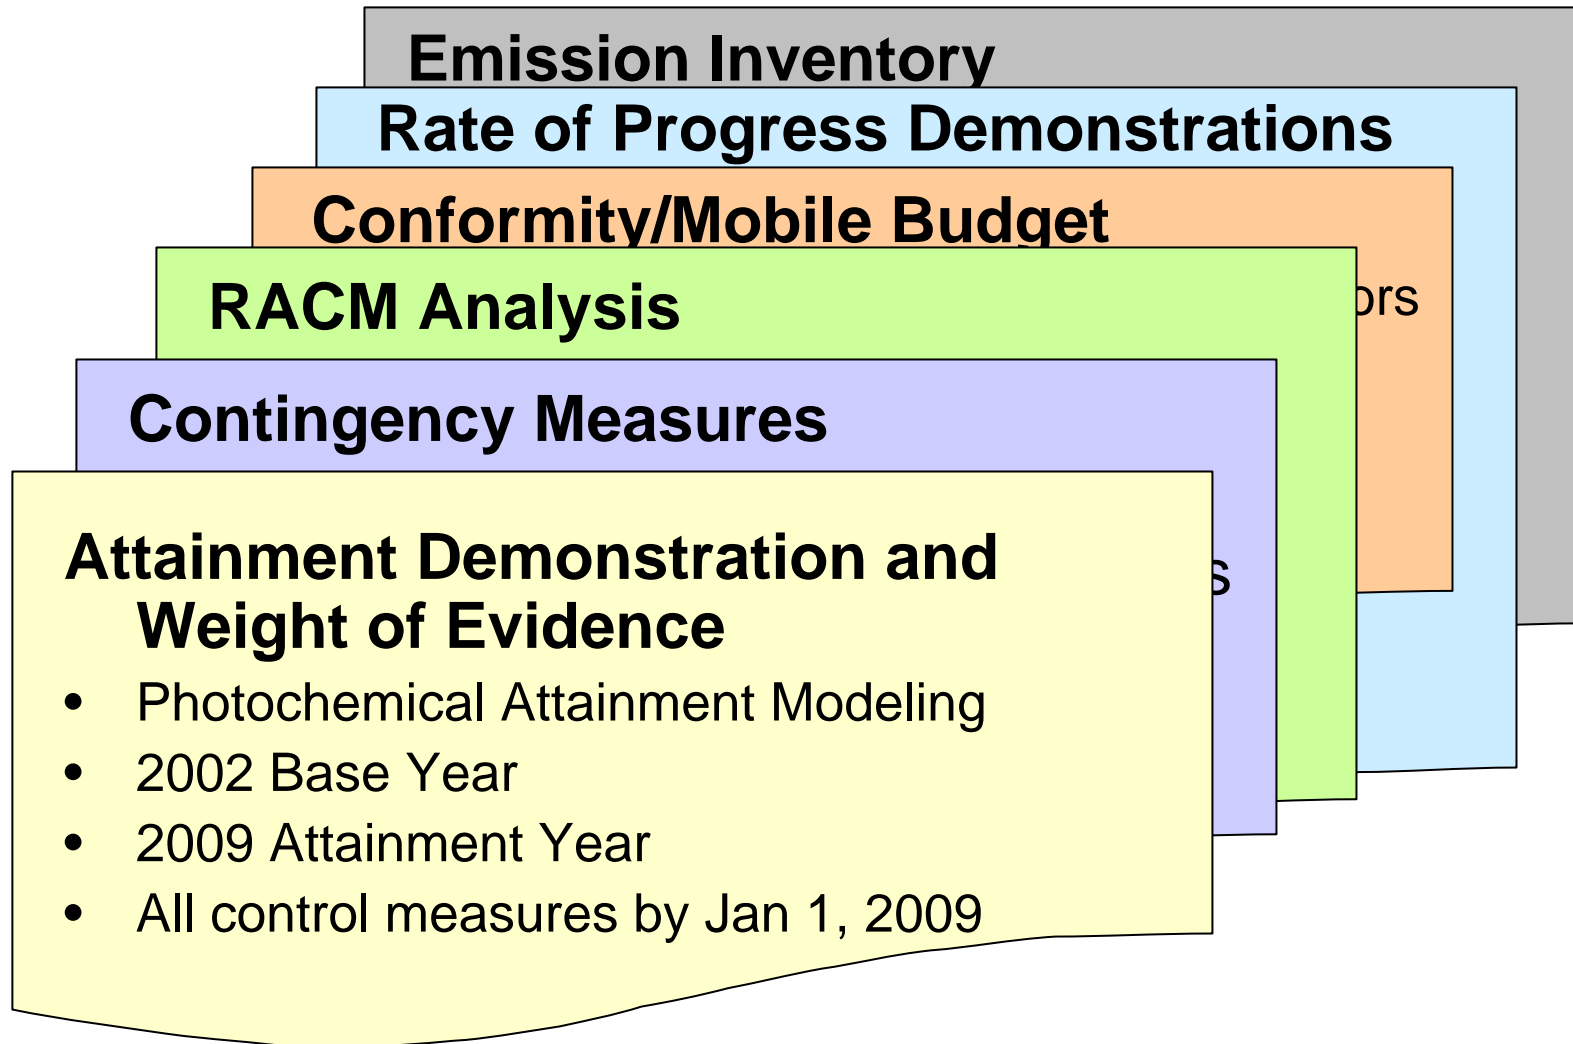 Emission Inventory
Rate of Progress Demonstrations
Conformity/Mobile Budget
RACM Analysis
Contingency Measures
Attainment Demonstration and
Weight of Evidence
• Photochemical Attainment Modeling
• 2002 Base Year
• 2009 Attainment Year
• All control measures by Jan 1, 2009